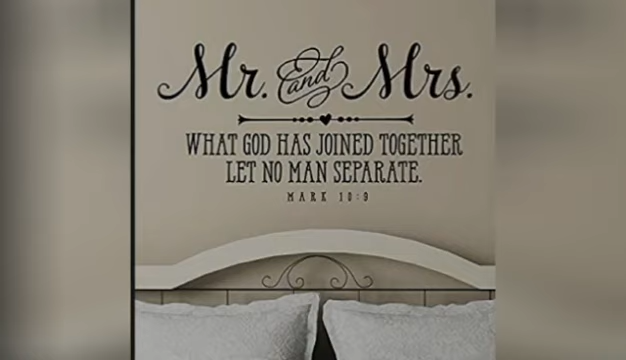 Mr. and Mrs.
WHAT GOD HAS JOINED TOGETHER
LET NO MAN SEPARATE.
MARK 10:9